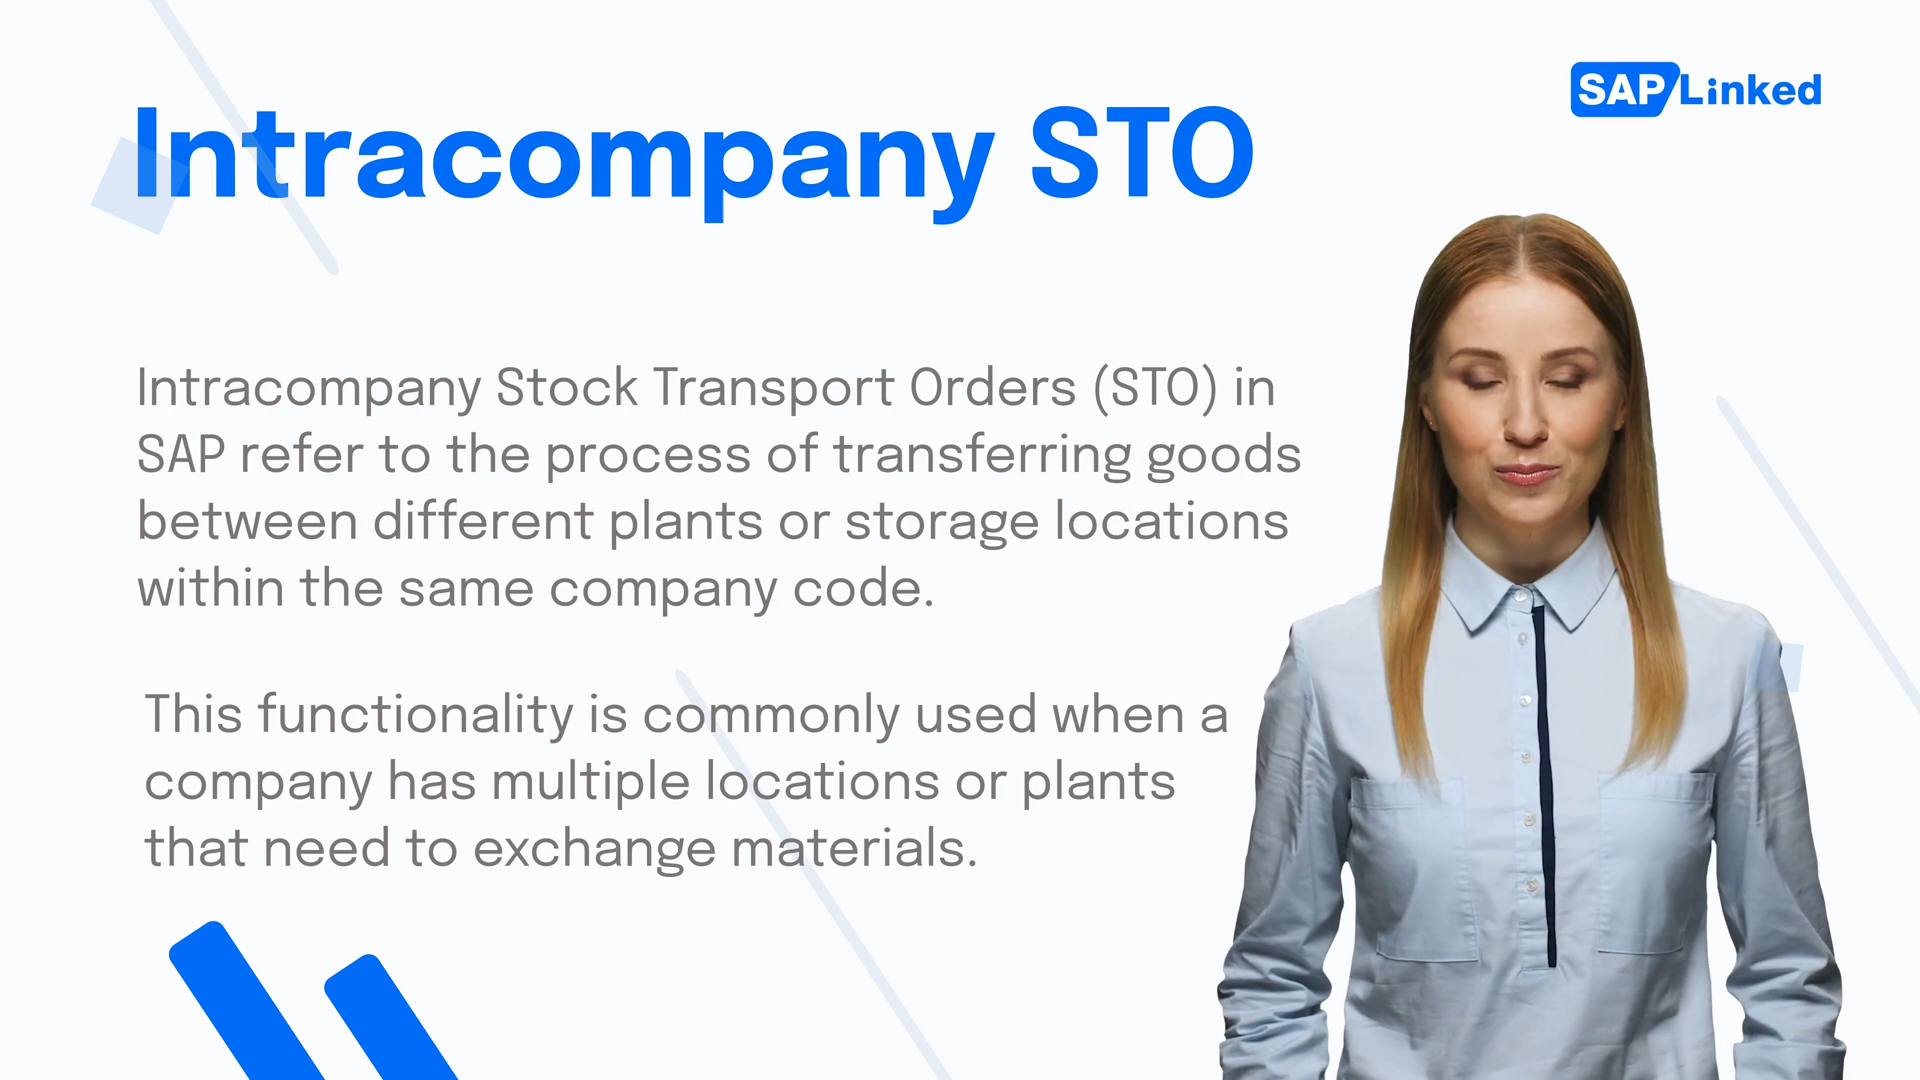 SAP Linked
Intracompany STO
Intracompany Stock Transport Orders (STO) in
SAP refer to the process of transferring goods
between different plants or storage locations
within the same company code.
This functionality is commonly used when a
company has multiple locations or plants
that need to exchange materials.